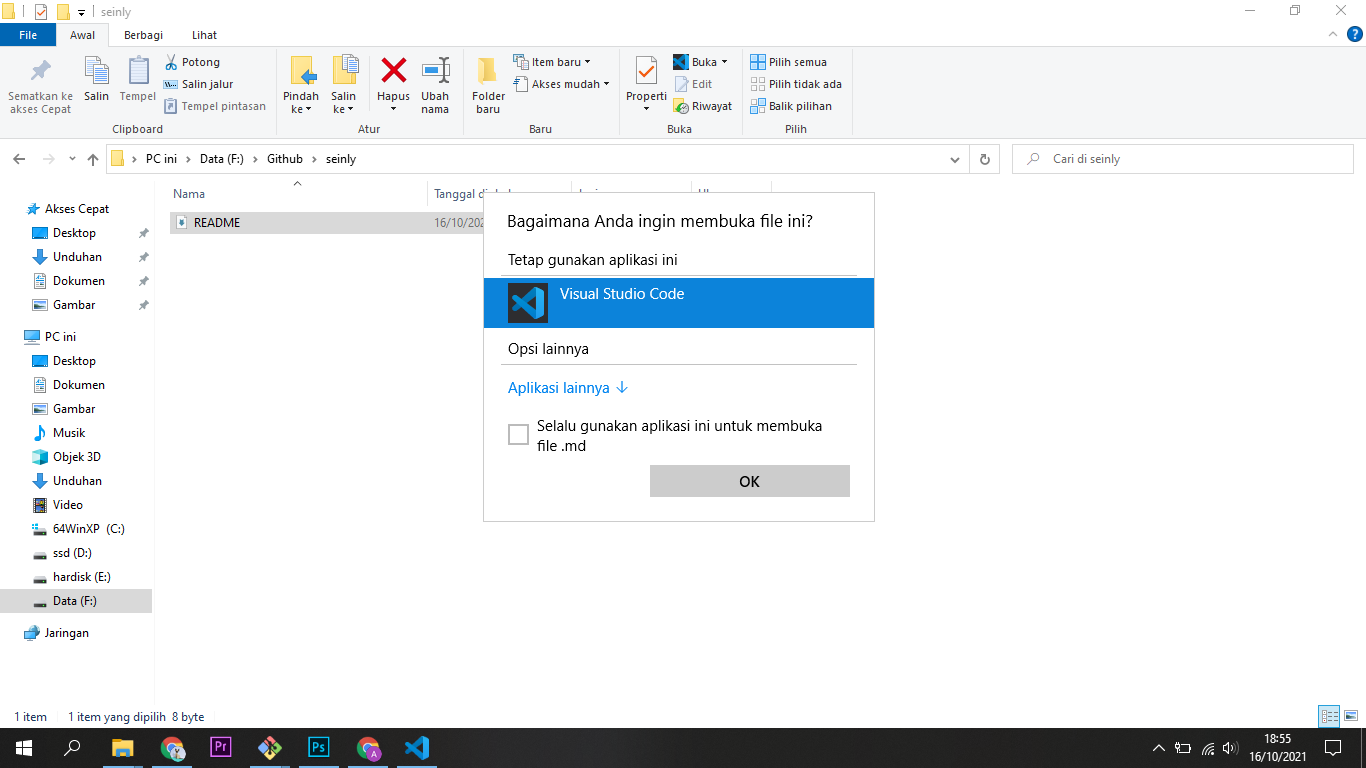 seinly
File Awal Berbagi Lihat
Sematkan ke akses Cepat
Salin
Tempel
Potong
Salin jalur
Tempel pintasan
Clipboard
Pindah ke
Salin ke
Hapus
Ubah nama
Atur
Folder baru
Item baru
Akses mudah
Baru
Properti
Buka
Edit
Riwayat
Buka
Pilih semua
Pilih tidak ada
Balik pilihan
Pilih
PC ini Data (F:) Github seinly
Cari di seinly
Nama Tanggal
README 16/10/202
Akses Cepat
Desktop
Unduhan
Dokumen
Gambar
PC ini
Desktop
Dokumen
Gambar
Musik
Objek 3D
Unduhan
Video
64WinXP (C:)
ssd (D:)
hardisk (E:)
Data (F:)
Jaringan
Bagaimana Anda ingin membuka file ini?
Tetap gunakan aplikasi ini
Visual Studio Code
Opsi lainnya
Aplikasi lainnya
Selalu gunakan aplikasi ini untuk membuka
file .md
OK
1 item 1 item yang dipilih 8 byte
Y Pr Ps A
18:55
16/10/2021